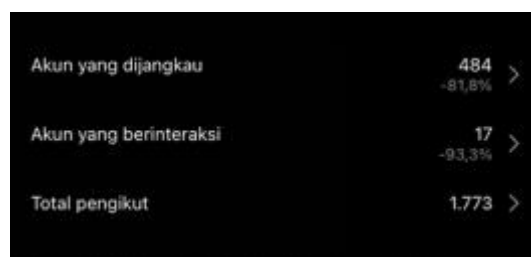 Akun yang dijangkau 484
-81,8%
Akun yang berinteraksi 17
-93,3%
Total pengikut 1.773